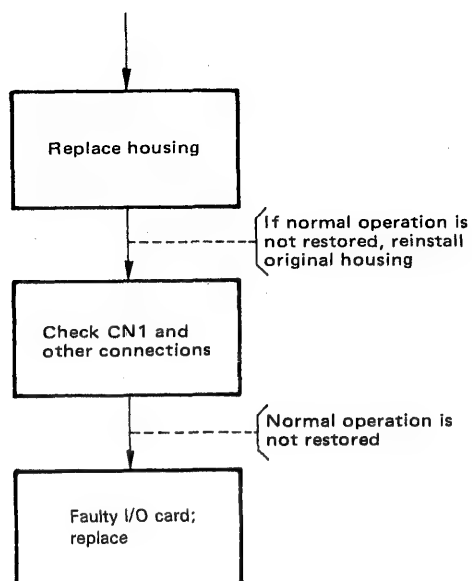 Replace housing
If normal operation is
not restored, reinstall
original housing
Check CN1 and
other connections
Normal operation is
not restored
Faulty I/O card;
replace